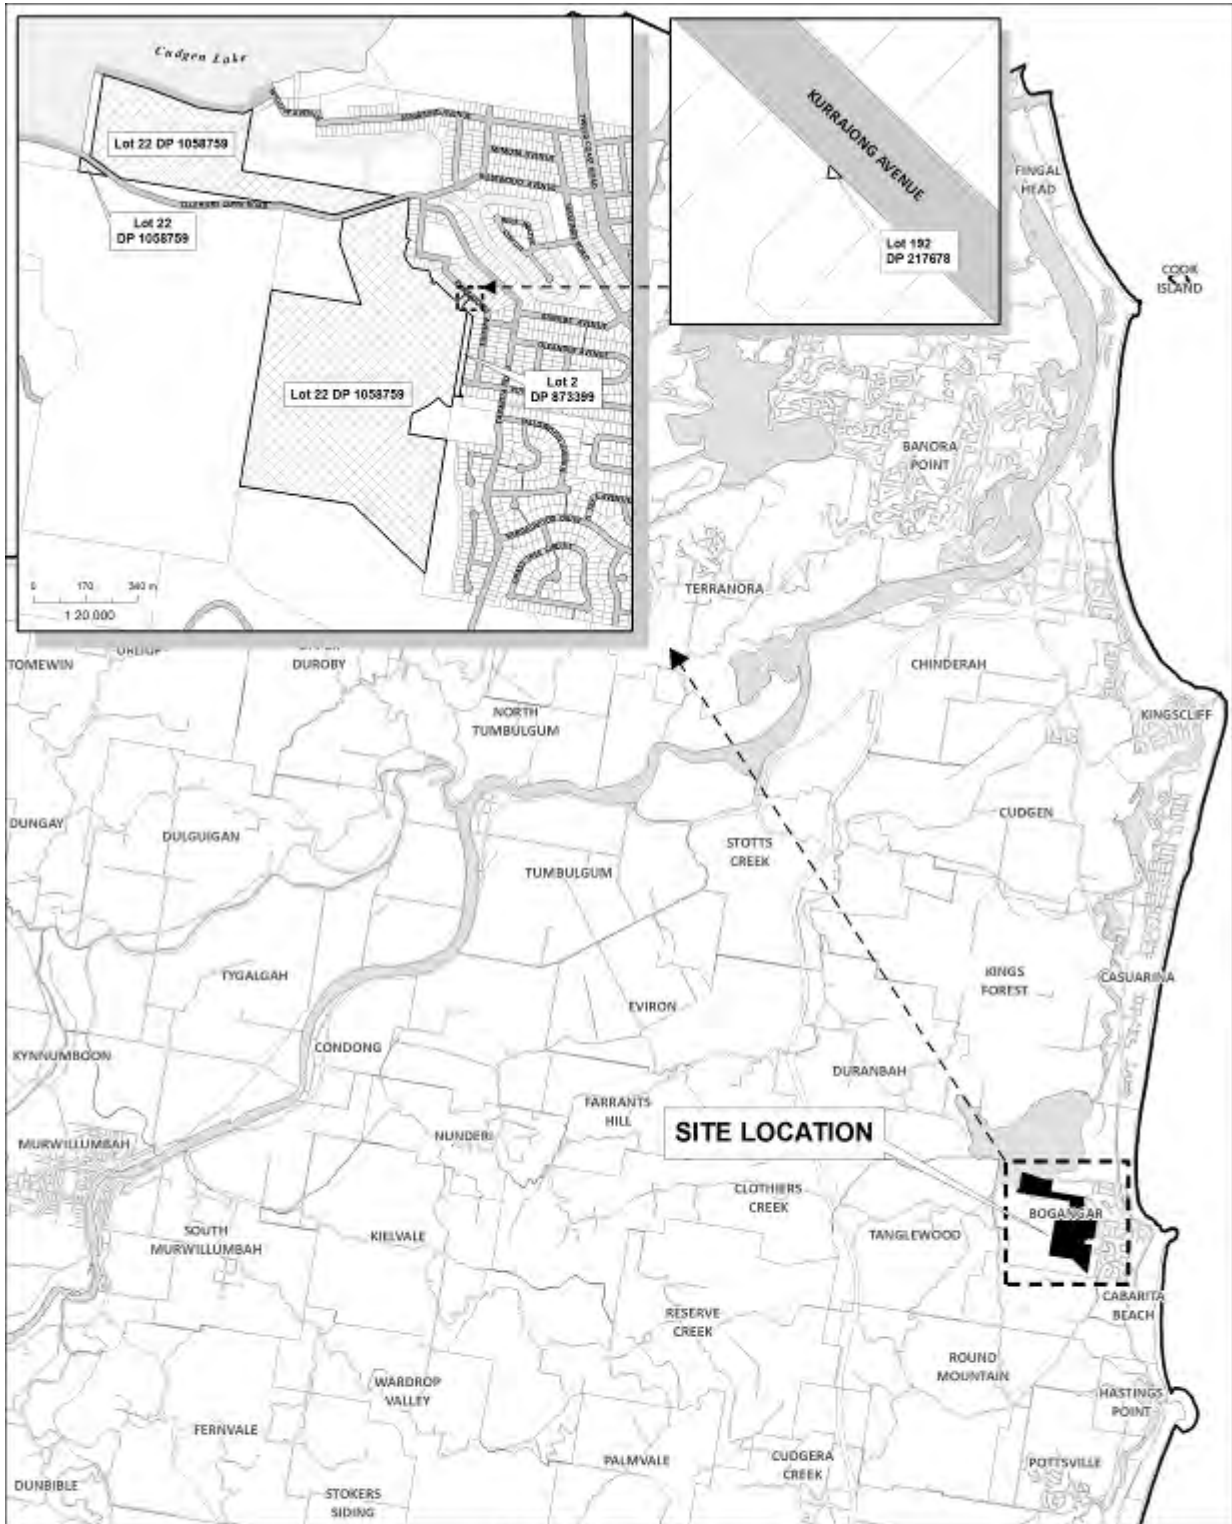 Cudgen Lake
Lot 22 DP 1058759
Lot 22
DP 1058759
Lot 22 DP 1058759
Lot 2
DP 873399
0 170 340 m
1:20,000
KURRAJONG AVENUE
Lot 192
DP 217678
FINGAL
HEAD
COOK
ISLAND
BANORA
POINT
TERRANORA
TOMEWIN
DUROBY
CHINDERAH
NORTH
TUMBULGUM
KINGSCLIFF
DUNGAY
DULGUIGAN
CUDGEN
STOTTS
CREEK
TUMBULGUM
TYGALGAH
KINGS
FOREST
CASUARINA
EVIRON
CONDONG
KYNNUMBOON
DURANBAH
FARRANTS
HILL
SITE LOCATION
MURWILLUMBAH
NUNDERI
CLOTHIERS
CREEK
BOGANGAR
SOUTH
MURWILLUMBAH
KIELVALE
TANGLEWOOD
CABARITA
BEACH
RESERVE
CREEK
ROUND
MOUNTAIN
WARDROP
VALLEY
HASTINGS
POINT
FERNVALE
PALMVALE
CUDGERA
CREEK
POTTSVILLE
DUNBIBLE
STOKERS
SIDING